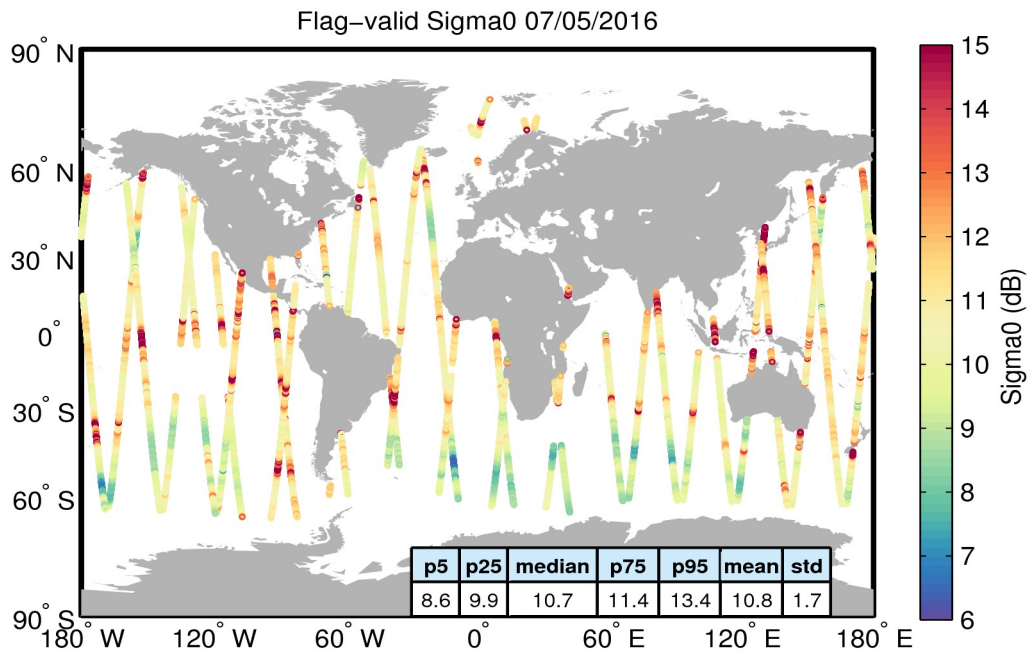 Flag−valid Sigma0 07/05/2016
90° N
60° N
30° N
0°
30° S
60° S
90° S
180° W
120° W
60° W
0°
60° E
120° E
180° E
p5 p25 median p75 p95 mean std
8.6 9.9 10.7 11.4 13.4 10.8 1.7
15
14
13
12
11
10
9
8
7
6
Sigma0 (dB)